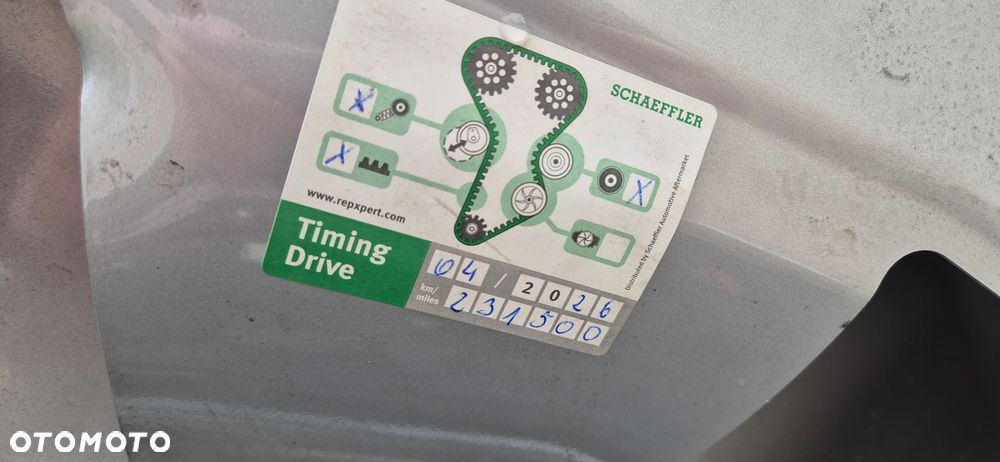 SCHAEFFLER
X
X
X
www.repxpert.com
Distributed by Schaeffler Automotive Aftermarket
Timing
Drive
04 / 2026
km/
miles
231500
OTOMOTO